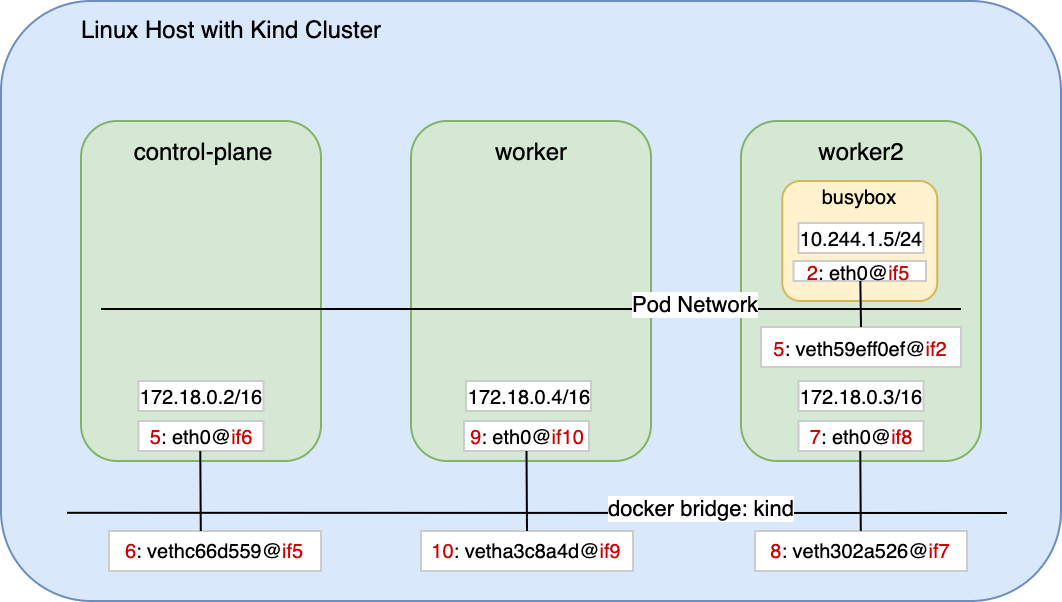 Linux Host with Kind Cluster
control-plane
worker
worker2
busybox
10.244.1.5/24
2: eth0@if5
Pod Network
5: veth59eff0ef@if2
172.18.0.2/16
172.18.0.4/16
172.18.0.3/16
5: eth0@if6
9: eth0@if10
7: eth0@if8
docker bridge: kind
6: vethc66d559@if5
10: vetha3c8a4d@if9
8: veth302a526@if7